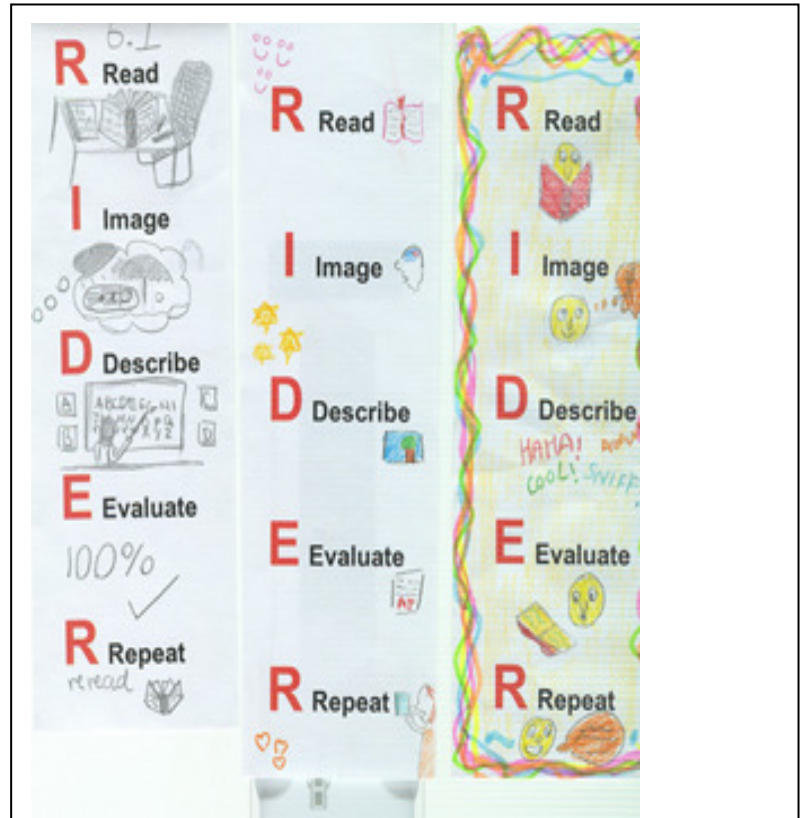 6.1
R Read
I Image
D Describe
A
B
C
D
E Evaluate
100%
R Repeat
reread
R Read
I Image
D Describe
E Evaluate
A+
R Repeat
R Read
I Image
D Describe
HAHA!
COOL! SNIFF
E Evaluate
R Repeat